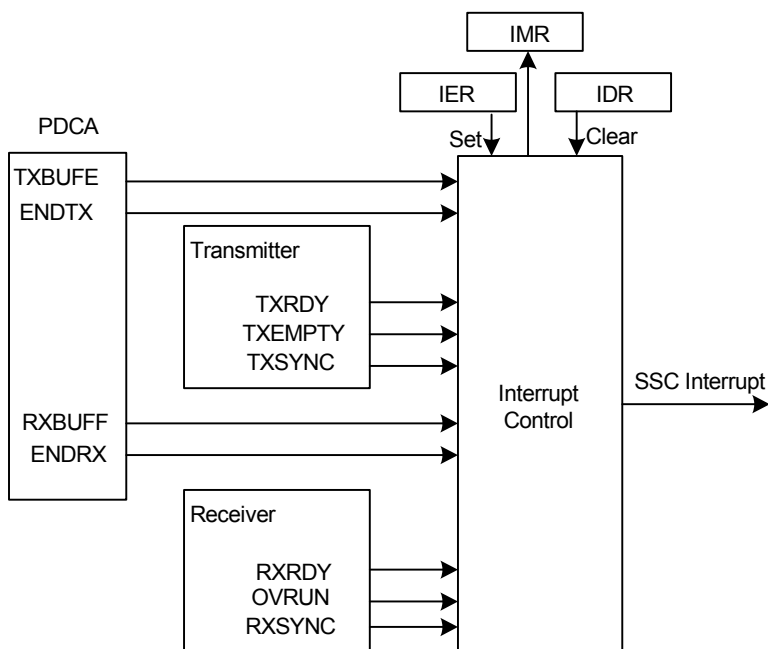 IMR
IER
IDR
PDCA
Set
Clear
TXBUFE
ENDTX
Transmitter
TXRDY
TXEMPTY
TXSYNC
SSC Interrupt
Interrupt
Control
RXBUFF
ENDRX
Receiver
RXRDY
OVRUN
RXSYNC